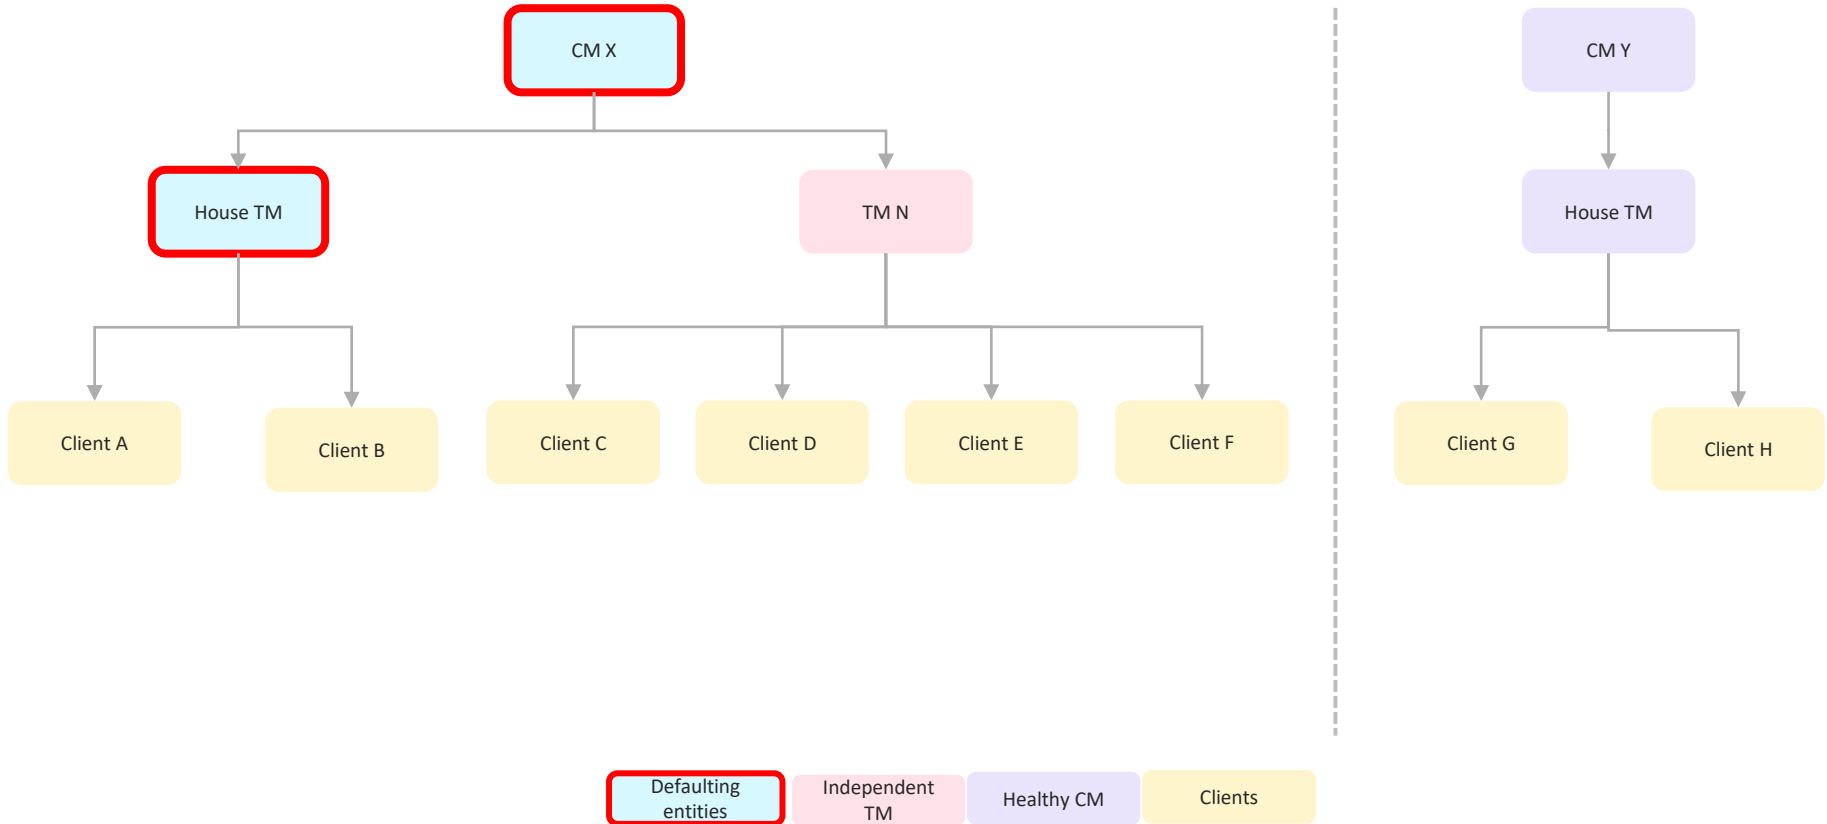 CM X
CM Y
House TM
TM N
House TM
Client A
Client B
Client C
Client D
Client E
Client F
Client G
Client H
Defaulting
entities
Independent
TM
Healthy CM
Clients